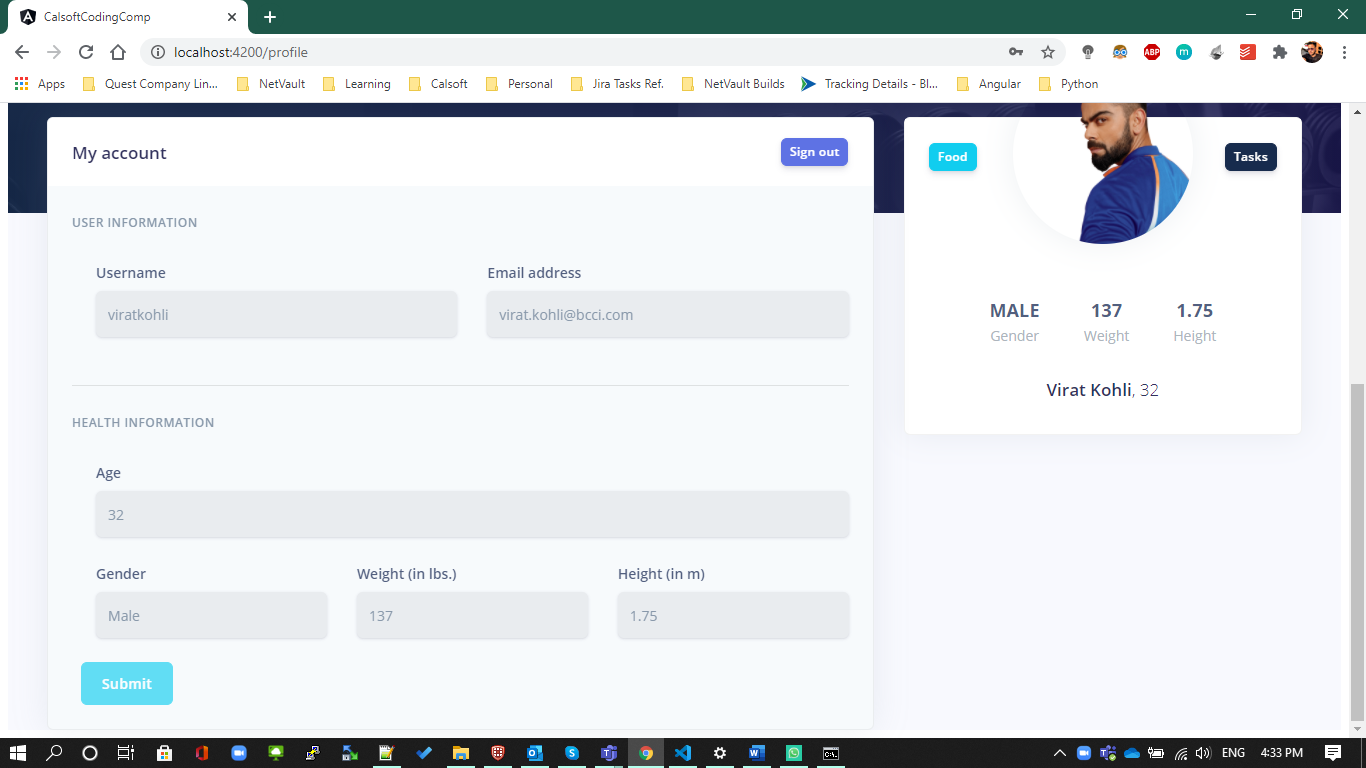 CalsoftCodingComp
localhost:4200/profile
ABP
m
Apps
Quest Company Lin...
NetVault
Learning
Calsoft
Personal
Jira Tasks Ref.
NetVault Builds
Tracking Details - Bl...
Angular
Python
My account
Sign out
USER INFORMATION
Username
Email address
viratkohli
virat.kohli@bcci.com
HEALTH INFORMATION
Age
32
Gender
Weight (in lbs.)
Height (in m)
Male
137
1.75
Submit
Food
Tasks
MALE
137
1.75
Gender
Weight
Height
Virat Kohli, 32
ENG
4:33 PM